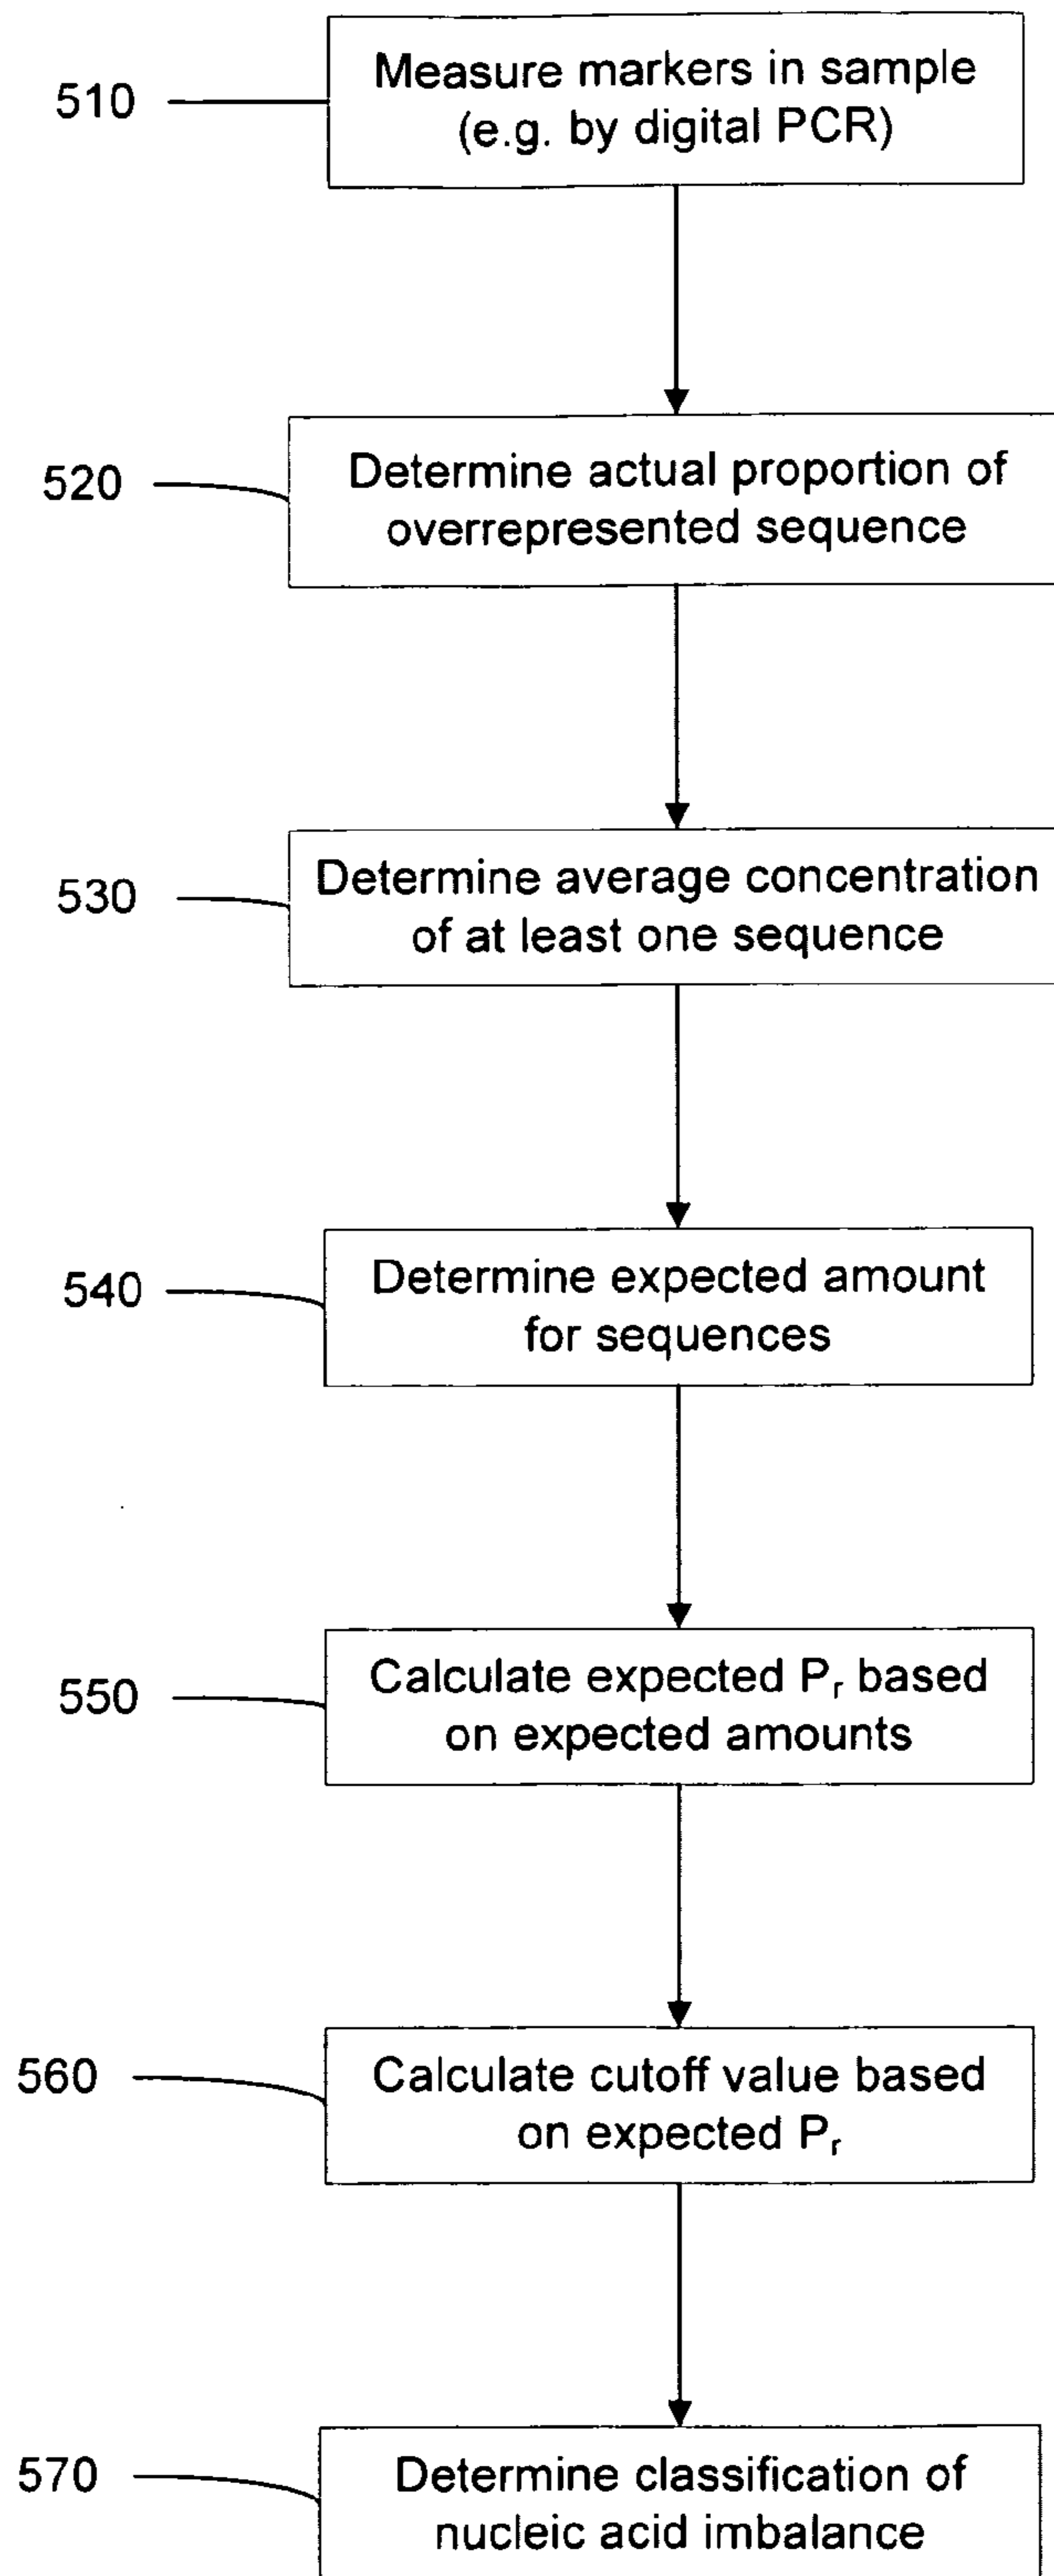 510
Measure markers in sample
(e.g. by digital PCR)
520
Determine actual proportion of
overrepresented sequence
530
Determine average concentration
of at least one sequence
540
Determine expected amount
for sequences
550
Calculate expected Pr based
on expected amounts
560
Calculate cutoff value based
on expected Pr
570
Determine classification of
nucleic acid imbalance